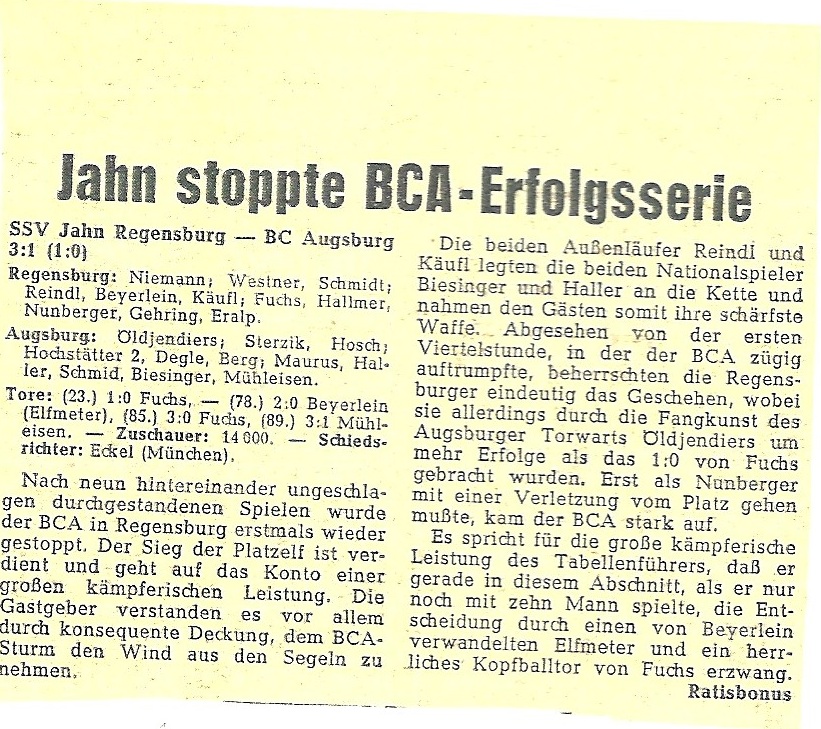 Jahn stoppte BCA-Erfolgsserie
SSV Jahn Regensburg — BC Augsburg
3:1 (1:0)
Regensburg: Niemann; Westner, Schmidt;
Reindl, Beyerlein, Käufl; Fuchs, Hallmer,
Nunberger, Gehring, Eralp.
Augsburg: Öldjendiers; Sterzik, Hosch;
Hochstätter 2, Degle, Berg; Maurus, Hal-
ler, Schmid, Biesinger, Mühleisen.
Tore: (23.) 1:0 Fuchs, — (78.) 2:0 Beyerlein
(Elfmeter), (85.) 3:0 Fuchs, (89.) 3:1 Mühl-
eisen. — Zuschauer: 14 000. — Schieds-
richter: Eckel (München).
Nach neun hintereinander ungeschla-
gen durchgestandenen Spielen wurde
der BCA in Regensburg erstmals wieder
gestoppt. Der Sieg der Platzelf ist ver-
dient und geht auf das Konto einer
großen kämpferischen Leistung. Die
Gastgeber verstanden es vor allem
durch konsequente Deckung, dem BCA-
Sturm den Wind aus den Segeln zu
nehmen.
Die beiden Außenläufer Reindl und
Käufl legten die beiden Nationalspieler
Biesinger und Haller an die Kette und
nahmen den Gästen somit ihre schärfste
Waffe. Abgesehen von der ersten
Viertelstunde, in der der BCA zügig
auftrumpfte, beherrschten die Regens-
burger eindeutig das Geschehen, wobei
sie allerdings durch die Fangkunst des
Augsburger Torwarts Öldjendiers um
mehr Erfolge als das 1:0 von Fuchs
gebracht wurden. Erst als Nunberger
mit einer Verletzung vom Platz gehen
mußte, kam der BCA stark auf.
Es spricht für die große kämpferische
Leistung des Tabellenführers, daß er
gerade in diesem Abschnitt, als er nur
noch mit zehn Mann spielte, die Ent-
scheidung durch einen von Beyerlein
verwandelten Elfmeter und ein herr-
liches Kopfballtor von Fuchs erzwang.
Ratisbonus